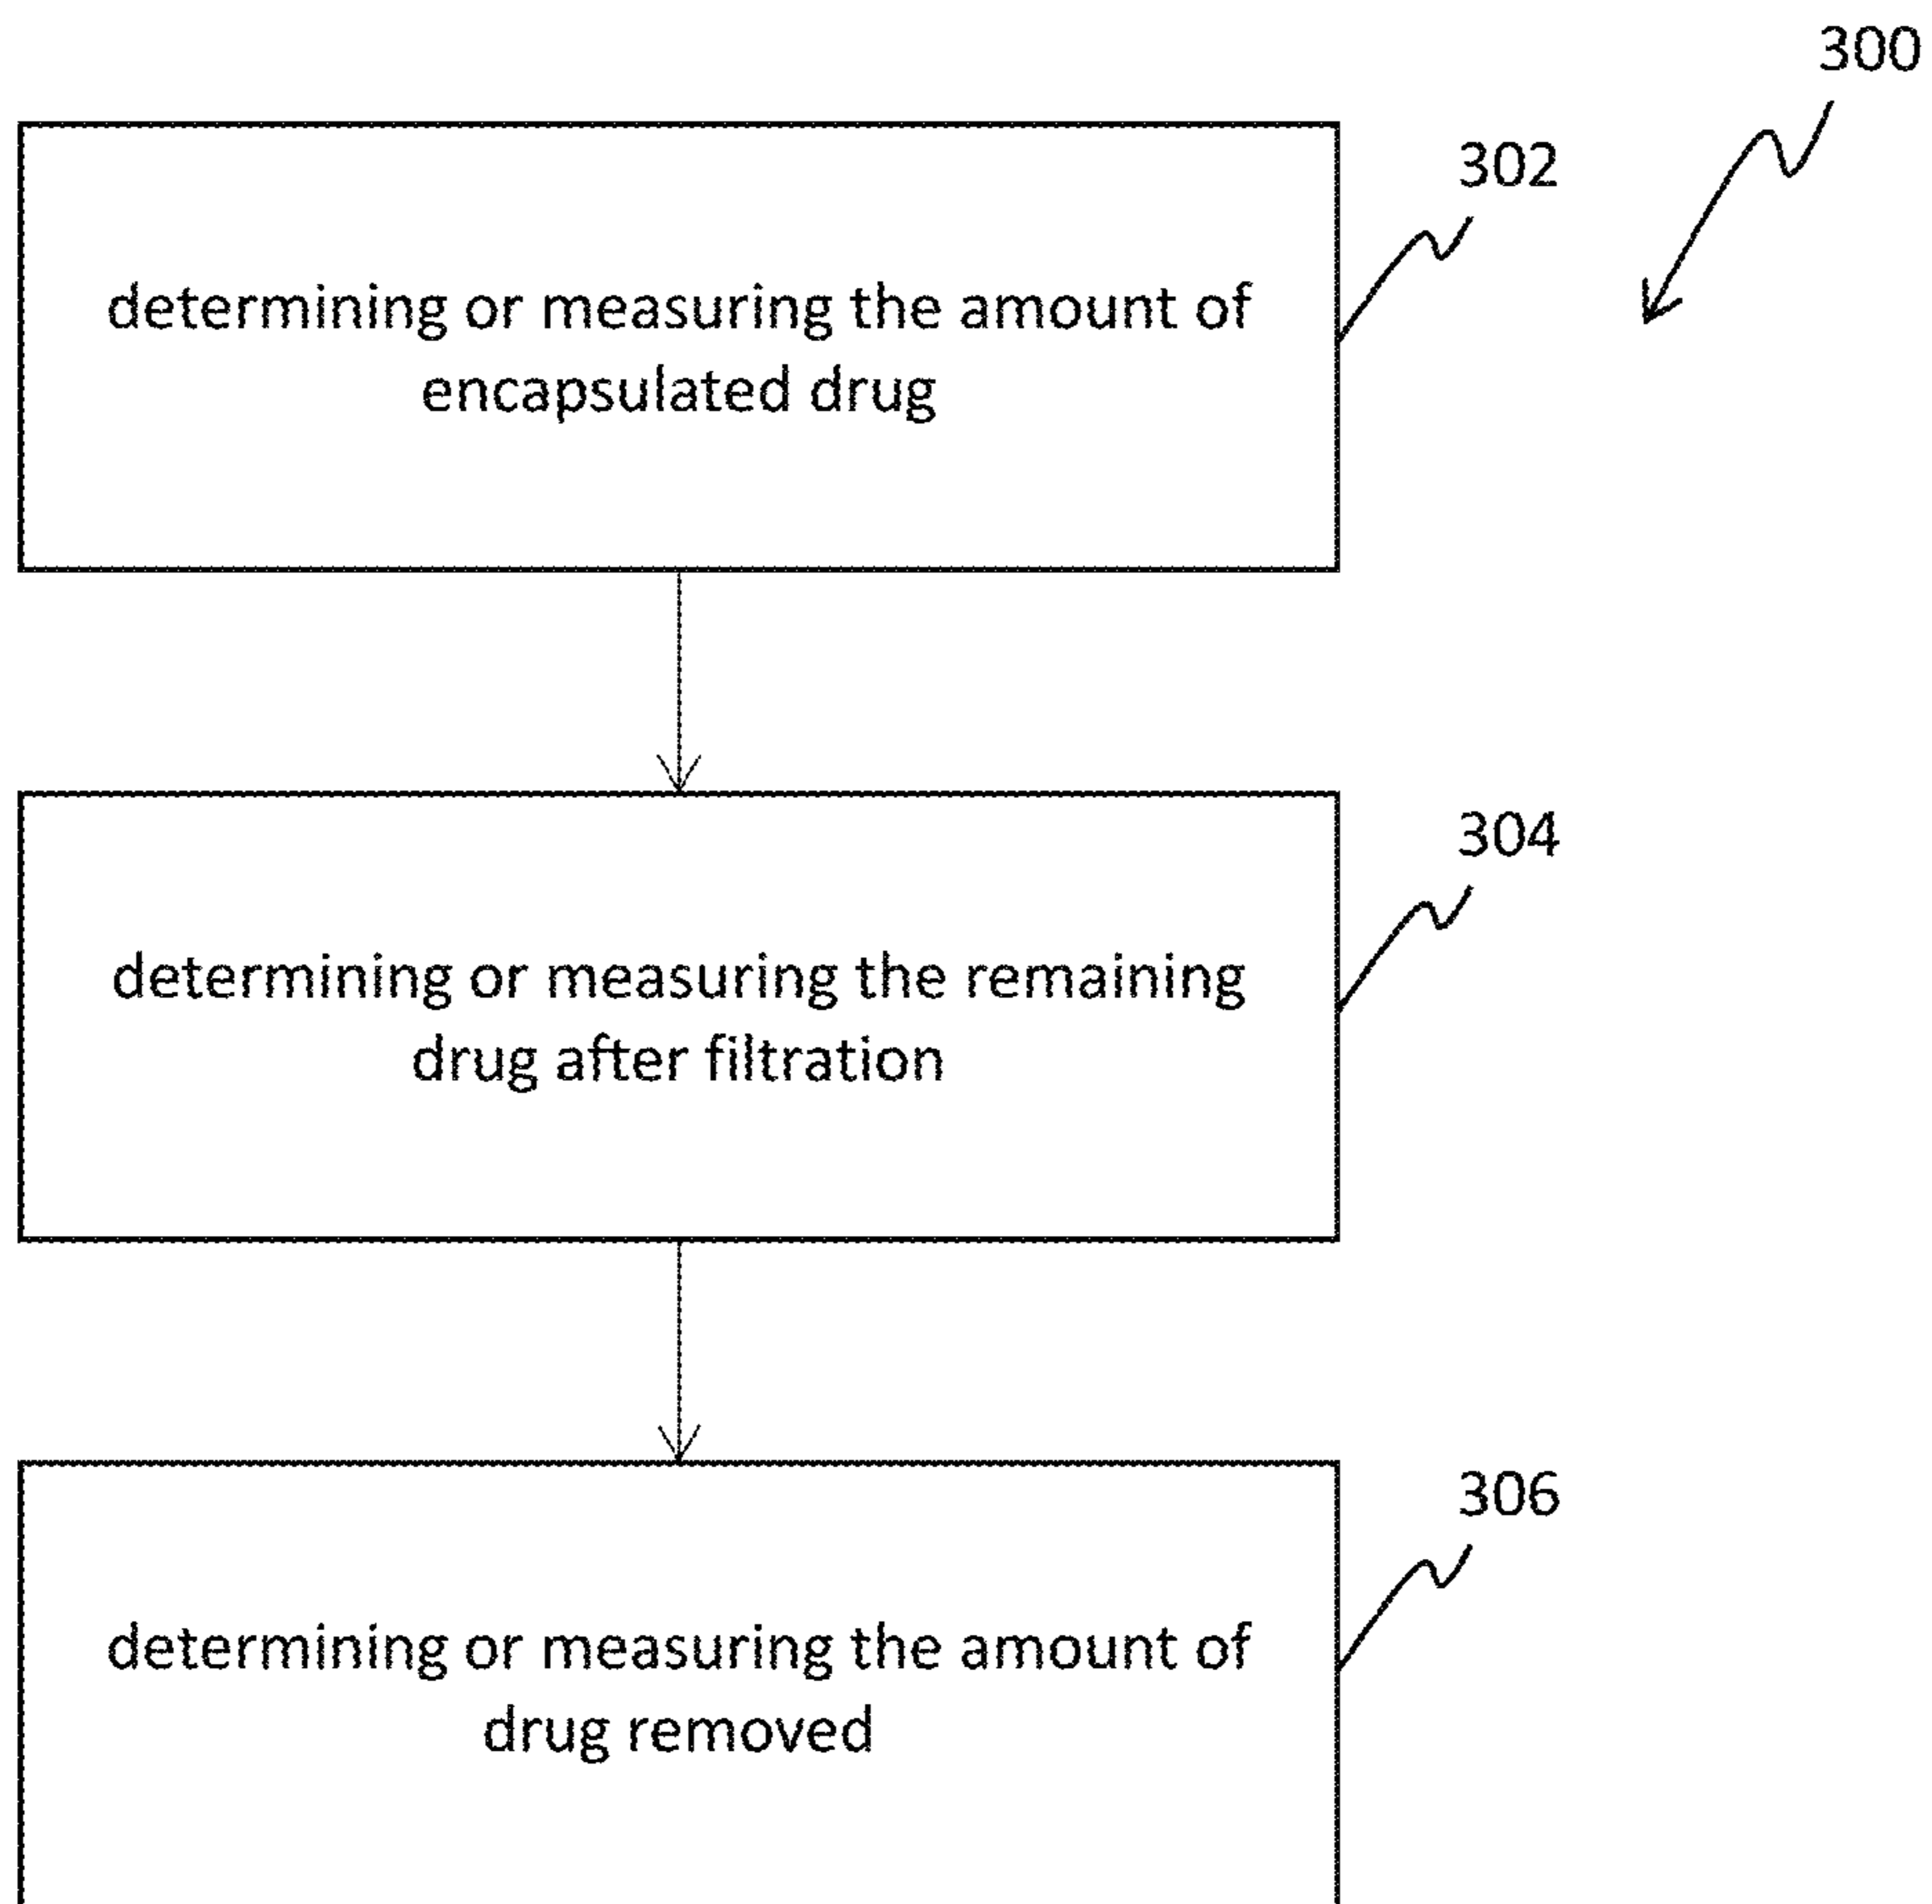 300
302
determining or measuring the amount of
encapsulated drug
304
determining or measuring the remaining
drug after filtration
306
determining or measuring the amount of
drug removed